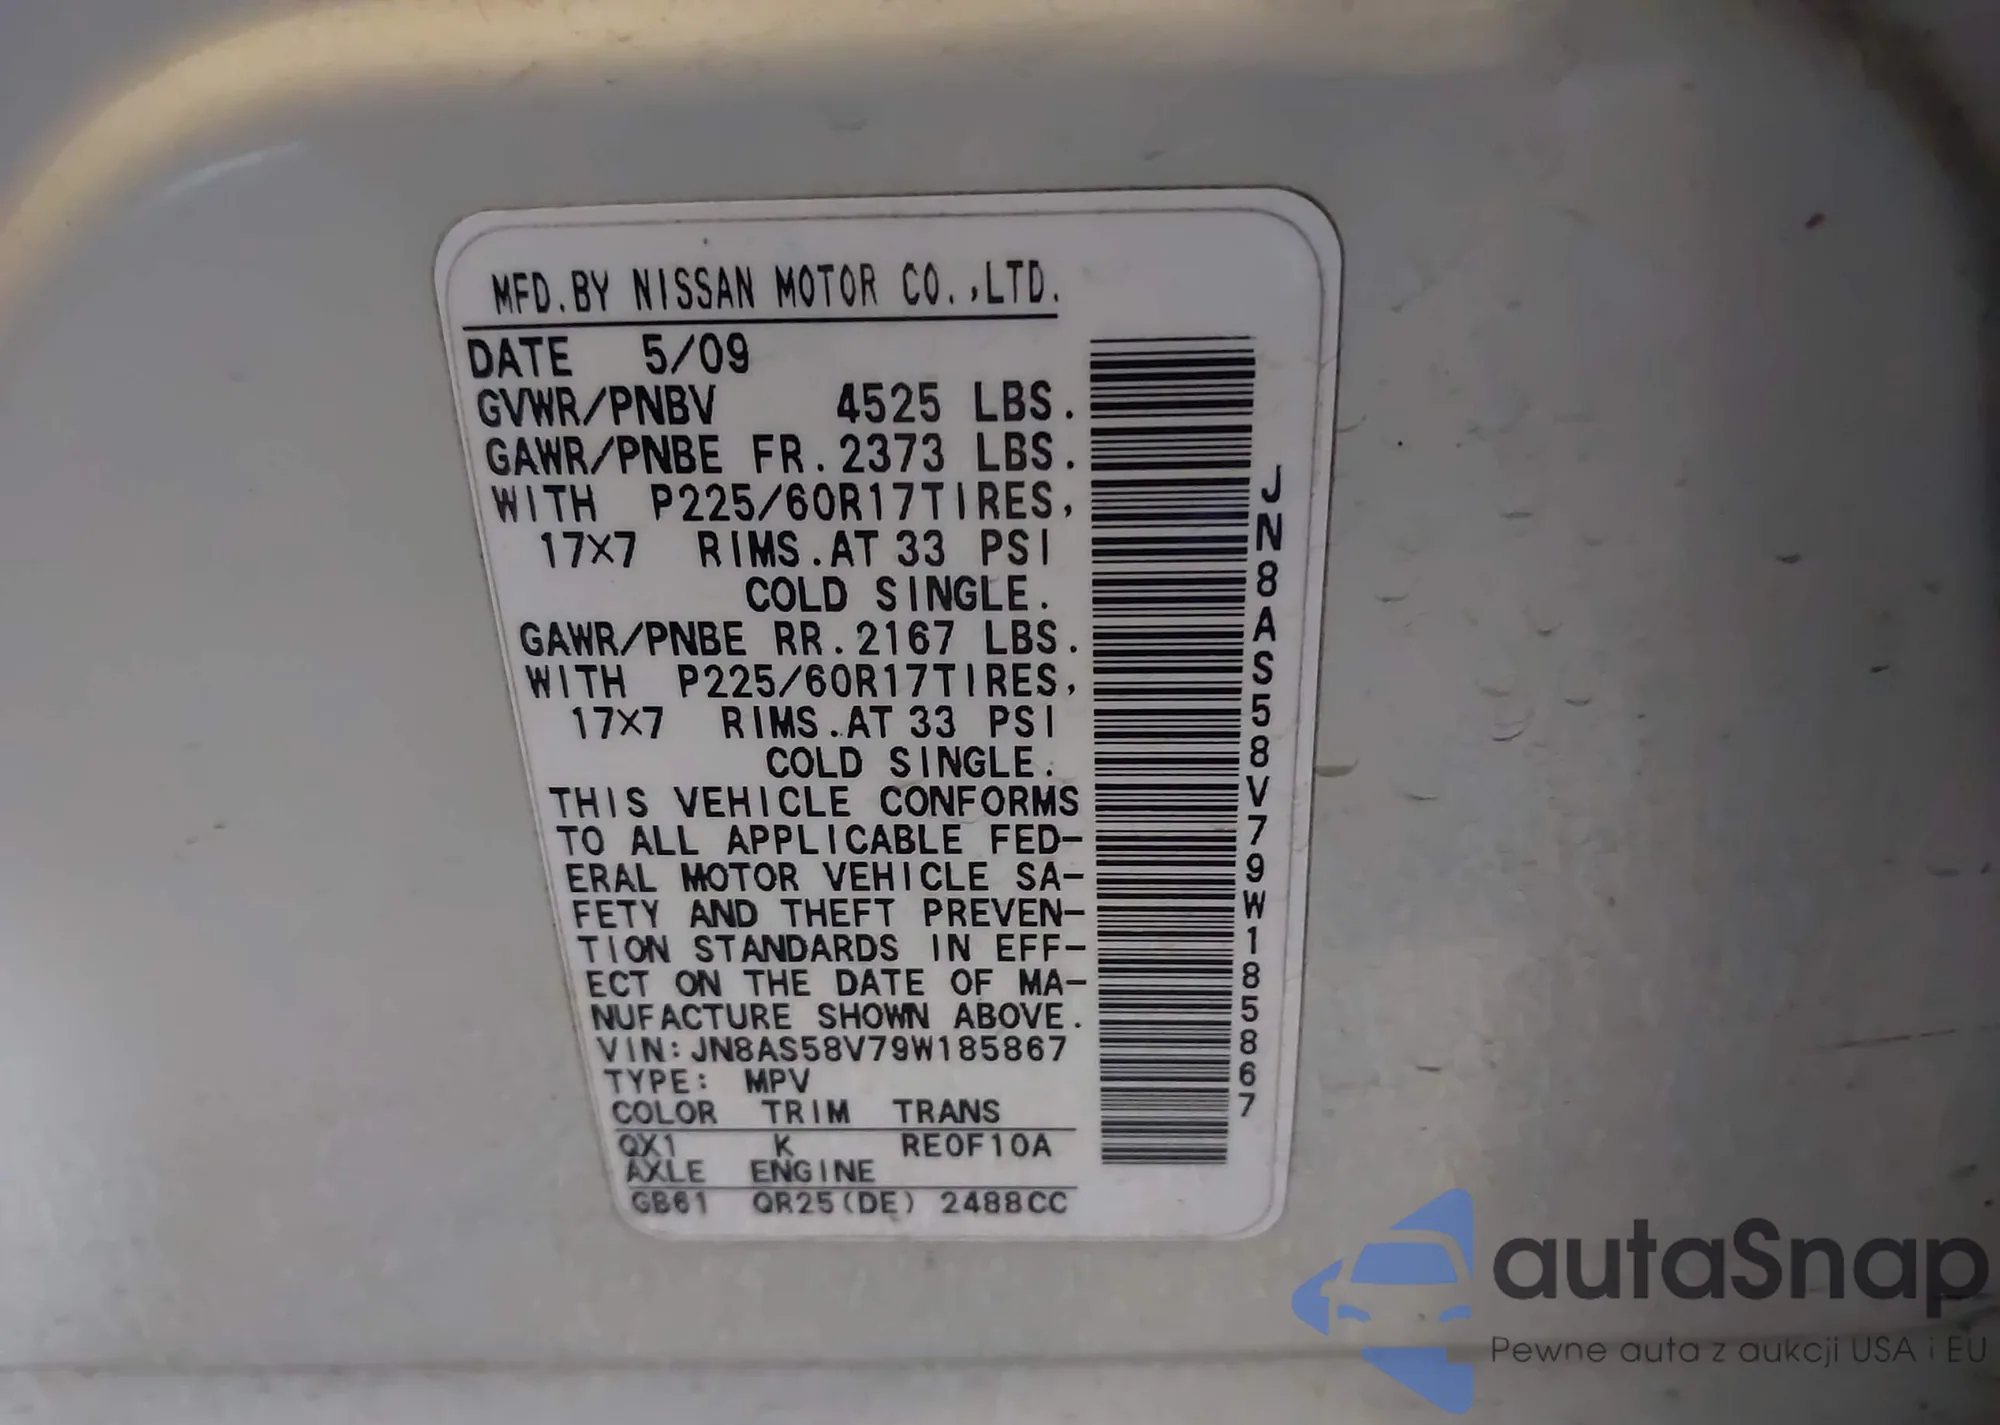 MFD.BY NISSAN MOTOR CO.,LTD.
DATE 5/09
GVWR/PNBV 4525 LBS.
GAWR/PNBE FR.2373 LBS.
WITH P225/60R17TIRES,
17X7 RIMS.AT 33 PSI
COLD SINGLE.
GAWR/PNBE RR.2167 LBS.
WITH P225/60R17TIRES,
17X7 RIMS.AT 33 PSI
COLD SINGLE.
THIS VEHICLE CONFORMS
TO ALL APPLICABLE FED-
ERAL MOTOR VEHICLE SA-
FETY AND THEFT PREVEN-
TION STANDARDS IN EFF-
ECT ON THE DATE OF MA-
NUFACTURE SHOWN ABOVE.
VIN:JN8AS58V79W185867
TYPE: MPV
COLOR TRIM TRANS
QX1 K RE0F10A
AXLE ENGINE
GB61 QR25(DE) 2488CC
JN8AS58V79W185867
autaSnap
Pewne auta z aukcji USA i EU